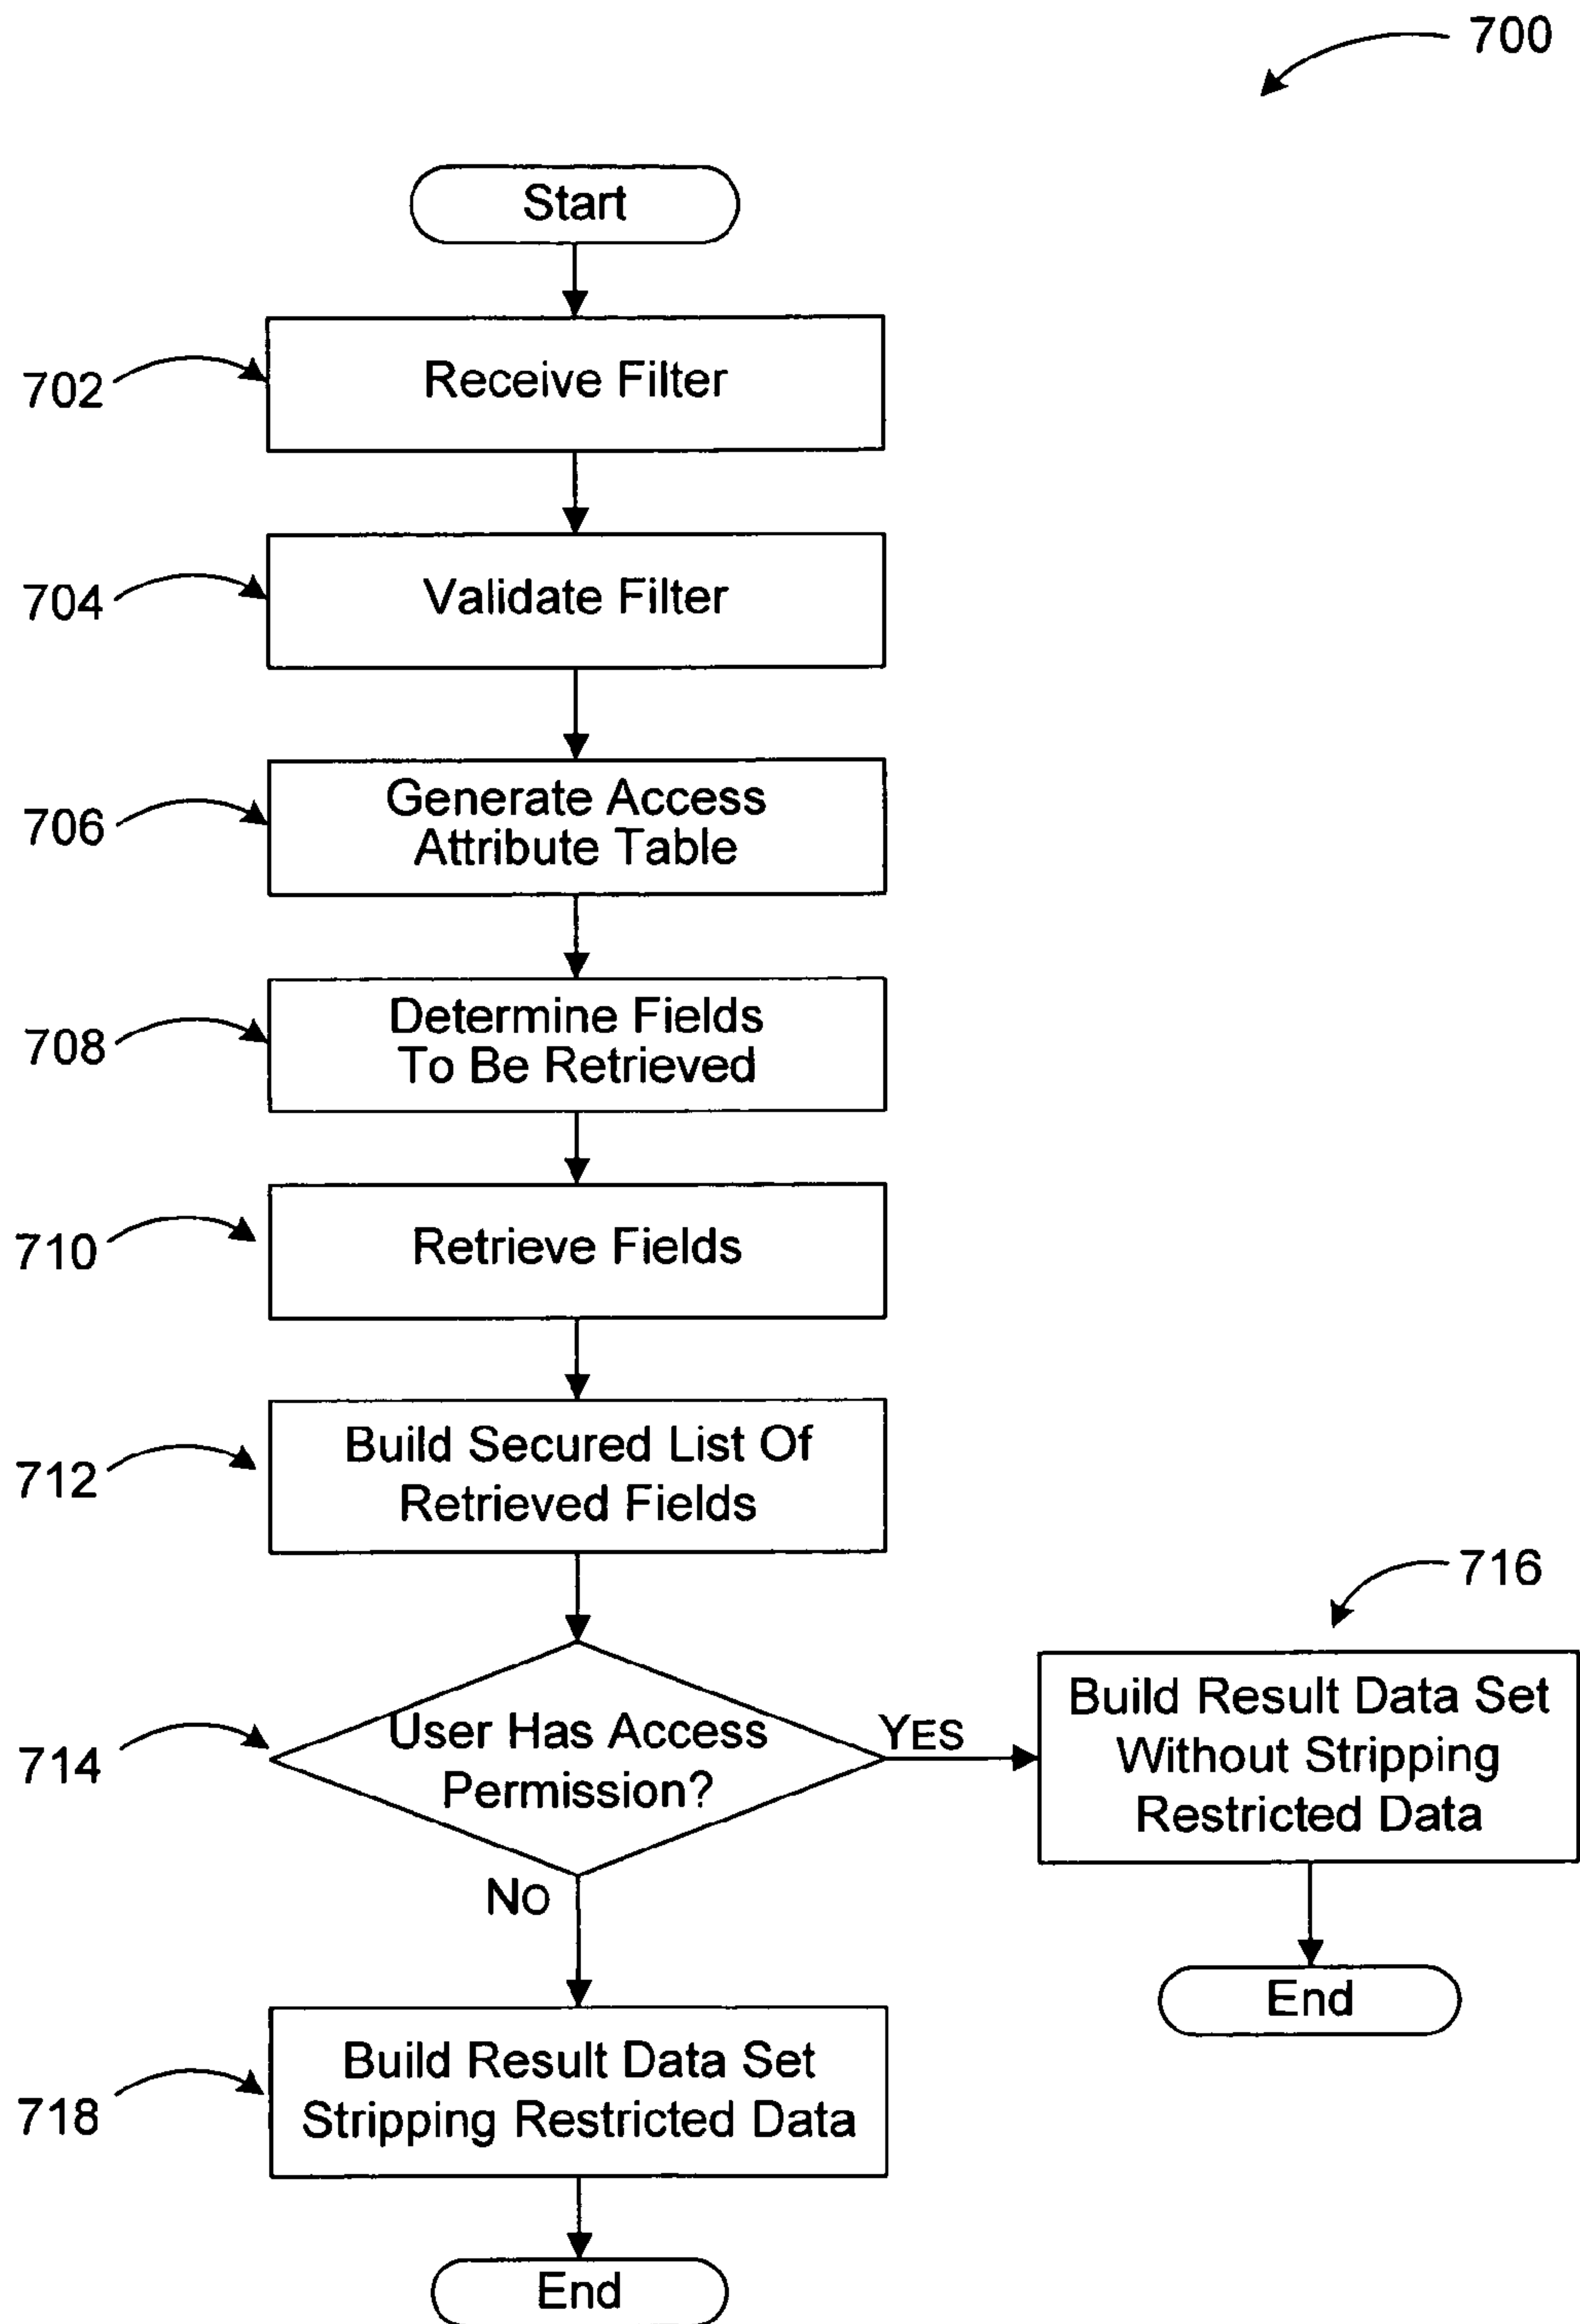 700
Start
702
Receive Filter
704
Validate Filter
706
Generate Access
Attribute Table
708
Determine Fields
To Be Retrieved
710
Retrieve Fields
712
Build Secured List Of
Retrieved Fields
714
User Has Access
Permission?
YES
716
Build Result Data Set
Without Stripping
Restricted Data
End
NO
718
Build Result Data Set
Stripping Restricted Data
End